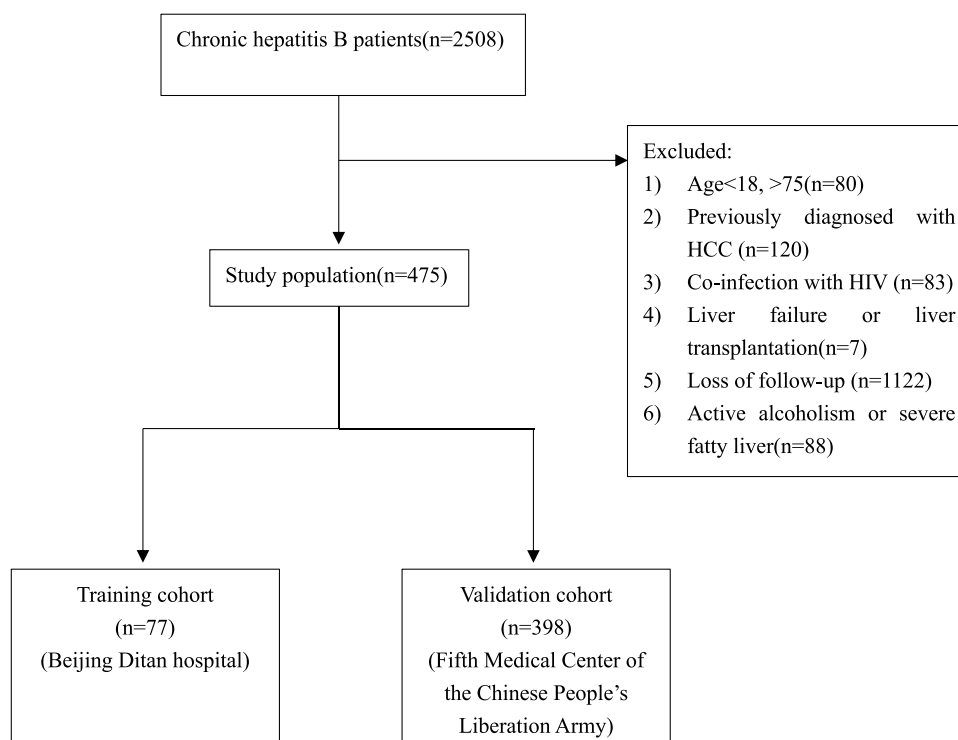 Chronic hepatitis B patients(n=2508)
Excluded:
1) Age<18, >75(n=80)
2) Previously diagnosed with
HCC (n=120)
3) Co-infection with HIV (n=83)
4) Liver failure or liver
transplantation(n=7)
5) Loss of follow-up (n=1122)
6) Active alcoholism or severe
fatty liver(n=88)
Study population(n=475)
Training cohort
(n=77)
(Beijing Ditan hospital)
Validation cohort
(n=398)
(Fifth Medical Center of
the Chinese People’s
Liberation Army)